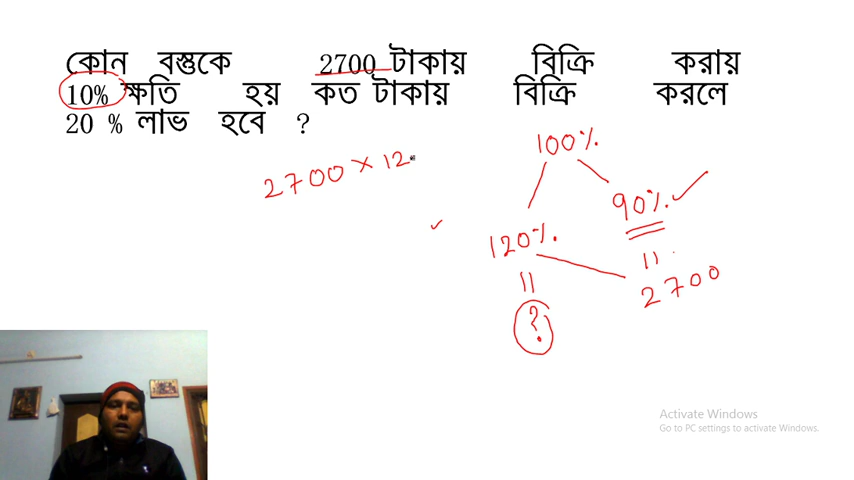 কোন বস্তুকে 2700 টাকায় বিক্রি করায়
10% ক্ষতি হয় কত টাকায় বিক্রি করলে
20 % লাভ হবে ?
100%
2700 × 12
90%
120%
||
2700
||
?
Activate Windows
Go to PC settings to activate Windows.